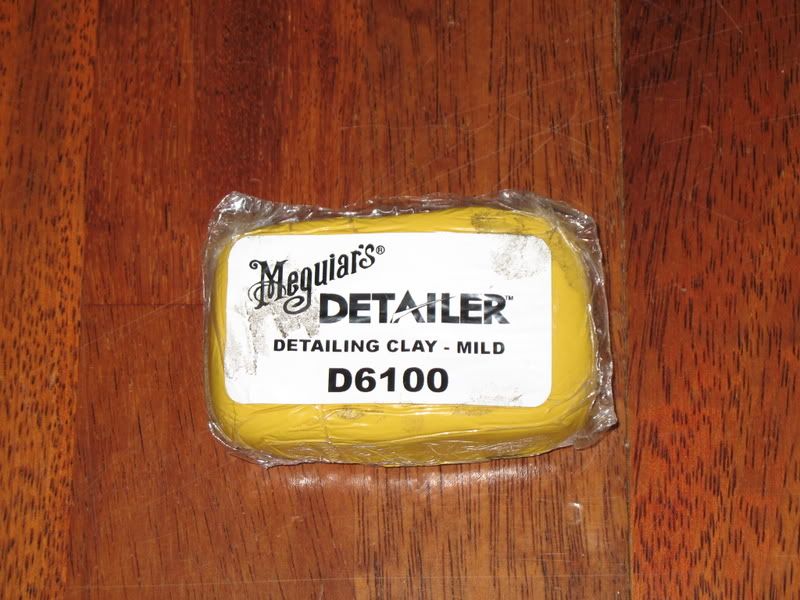 Meguiar's®
DETAILER™
DETAILING CLAY - MILD
D6100